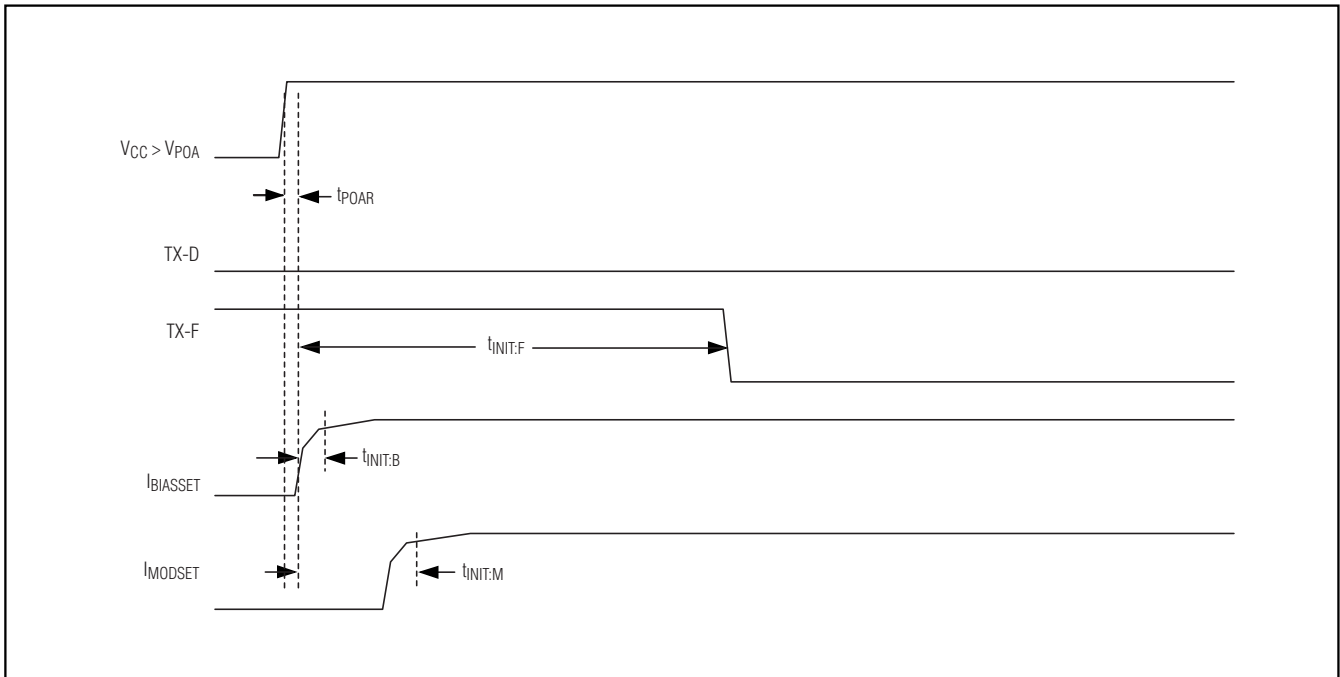 VCC > VPOA
tPOAR
TX-D
TX-F
tINIT:F
tINIT:B
IBIASSET
IMODSET
tINIT:M